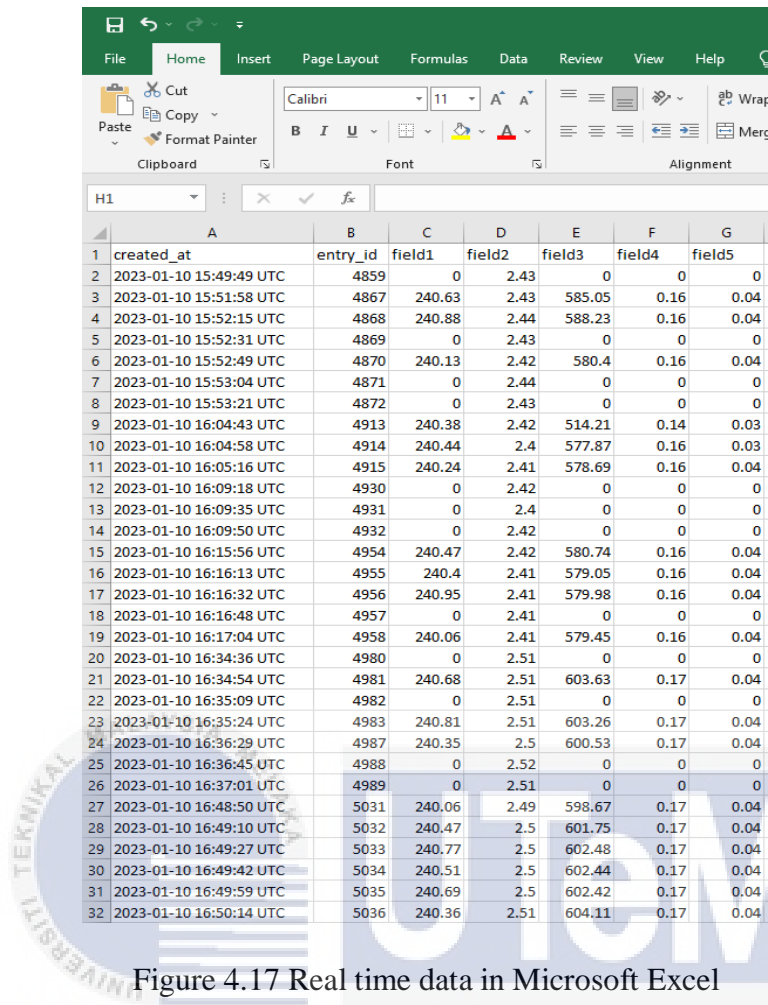 File Home Insert Page Layout Formulas Data Review View Help
Cut
Calibri 11 A A Wrap
Copy
Paste
B I U A Merg
Format Painter
Clipboard Font Alignment
H1 fx
A B C D E F G
1 created_at entry_id field1 field2 field3 field4 field5
2 2023-01-10 15:49:49 UTC 4859 0 2.43 0 0 0
3 2023-01-10 15:51:58 UTC 4867 240.63 2.43 585.05 0.16 0.04
4 2023-01-10 15:52:15 UTC 4868 240.88 2.44 588.23 0.16 0.04
5 2023-01-10 15:52:31 UTC 4869 0 2.43 0 0 0
6 2023-01-10 15:52:49 UTC 4870 240.13 2.42 580.4 0.16 0.04
7 2023-01-10 15:53:04 UTC 4871 0 2.44 0 0 0
8 2023-01-10 15:53:21 UTC 4872 0 2.43 0 0 0
9 2023-01-10 16:04:43 UTC 4913 240.38 2.42 514.21 0.14 0.03
10 2023-01-10 16:04:58 UTC 4914 240.44 2.4 577.87 0.16 0.03
11 2023-01-10 16:05:16 UTC 4915 240.24 2.41 578.69 0.16 0.04
12 2023-01-10 16:09:18 UTC 4930 0 2.42 0 0 0
13 2023-01-10 16:09:35 UTC 4931 0 2.4 0 0 0
14 2023-01-10 16:09:50 UTC 4932 0 2.42 0 0 0
15 2023-01-10 16:15:56 UTC 4954 240.47 2.42 580.74 0.16 0.04
16 2023-01-10 16:16:13 UTC 4955 240.4 2.41 579.05 0.16 0.04
17 2023-01-10 16:16:32 UTC 4956 240.95 2.41 579.98 0.16 0.04
18 2023-01-10 16:16:48 UTC 4957 0 2.41 0 0 0
19 2023-01-10 16:17:04 UTC 4958 240.06 2.41 579.45 0.16 0.04
20 2023-01-10 16:34:36 UTC 4980 0 2.51 0 0 0
21 2023-01-10 16:34:54 UTC 4981 240.68 2.51 603.63 0.17 0.04
22 2023-01-10 16:35:09 UTC 4982 0 2.51 0 0 0
23 2023-01-10 16:35:24 UTC 4983 240.81 2.51 603.26 0.17 0.04
24 2023-01-10 16:36:29 UTC 4987 240.35 2.5 600.53 0.17 0.04
25 2023-01-10 16:36:45 UTC 4988 0 2.52 0 0 0
26 2023-01-10 16:37:01 UTC 4989 0 2.51 0 0 0
27 2023-01-10 16:48:50 UTC 5031 240.06 2.49 598.67 0.17 0.04
28 2023-01-10 16:49:10 UTC 5032 240.47 2.5 601.75 0.17 0.04
29 2023-01-10 16:49:27 UTC 5033 240.77 2.5 602.48 0.17 0.04
30 2023-01-10 16:49:42 UTC 5034 240.51 2.5 602.44 0.17 0.04
31 2023-01-10 16:49:59 UTC 5035 240.69 2.5 602.42 0.17 0.04
32 2023-01-10 16:50:14 UTC 5036 240.36 2.51 604.11 0.17 0.04
UTeM
Figure 4.17 Real time data in Microsoft Excel